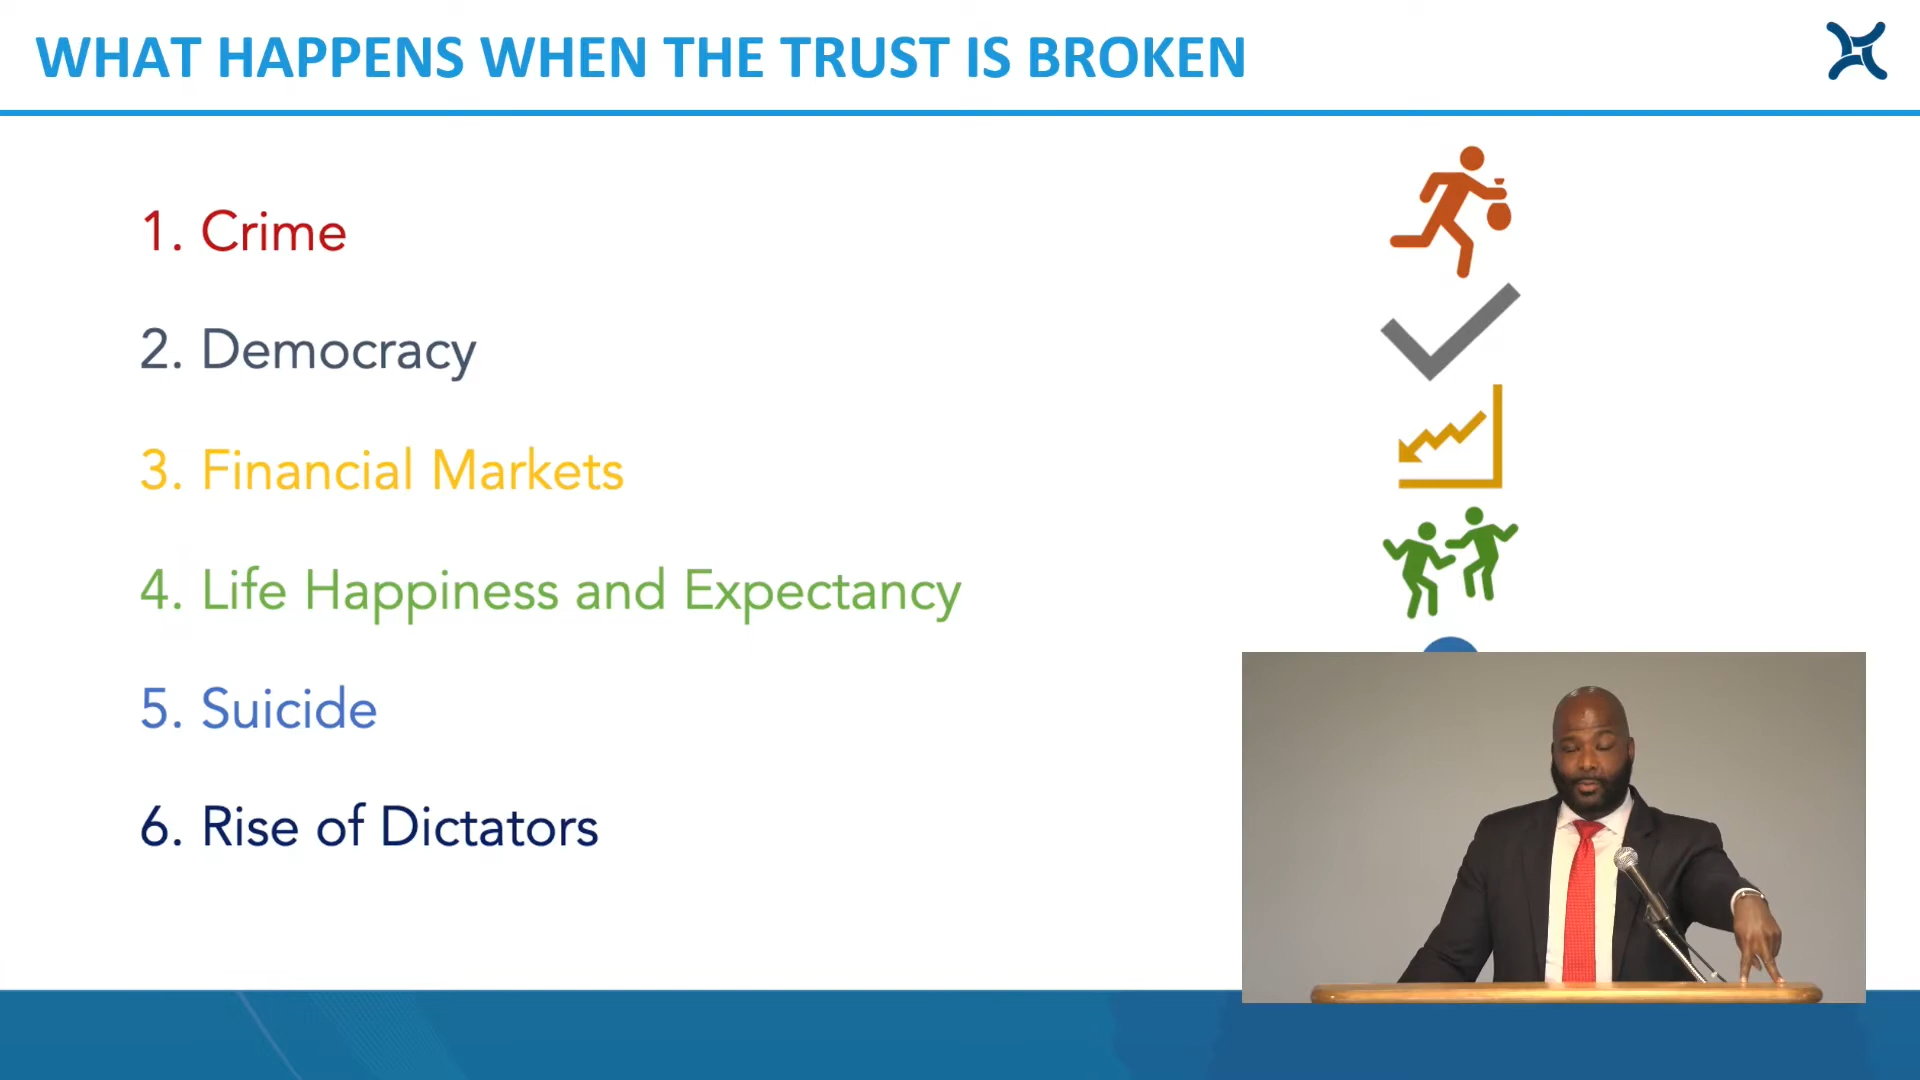 WHAT HAPPENS WHEN THE TRUST IS BROKEN
1. Crime
2. Democracy
3. Financial Markets
4. Life Happiness and Expectancy
5. Suicide
6. Rise of Dictators